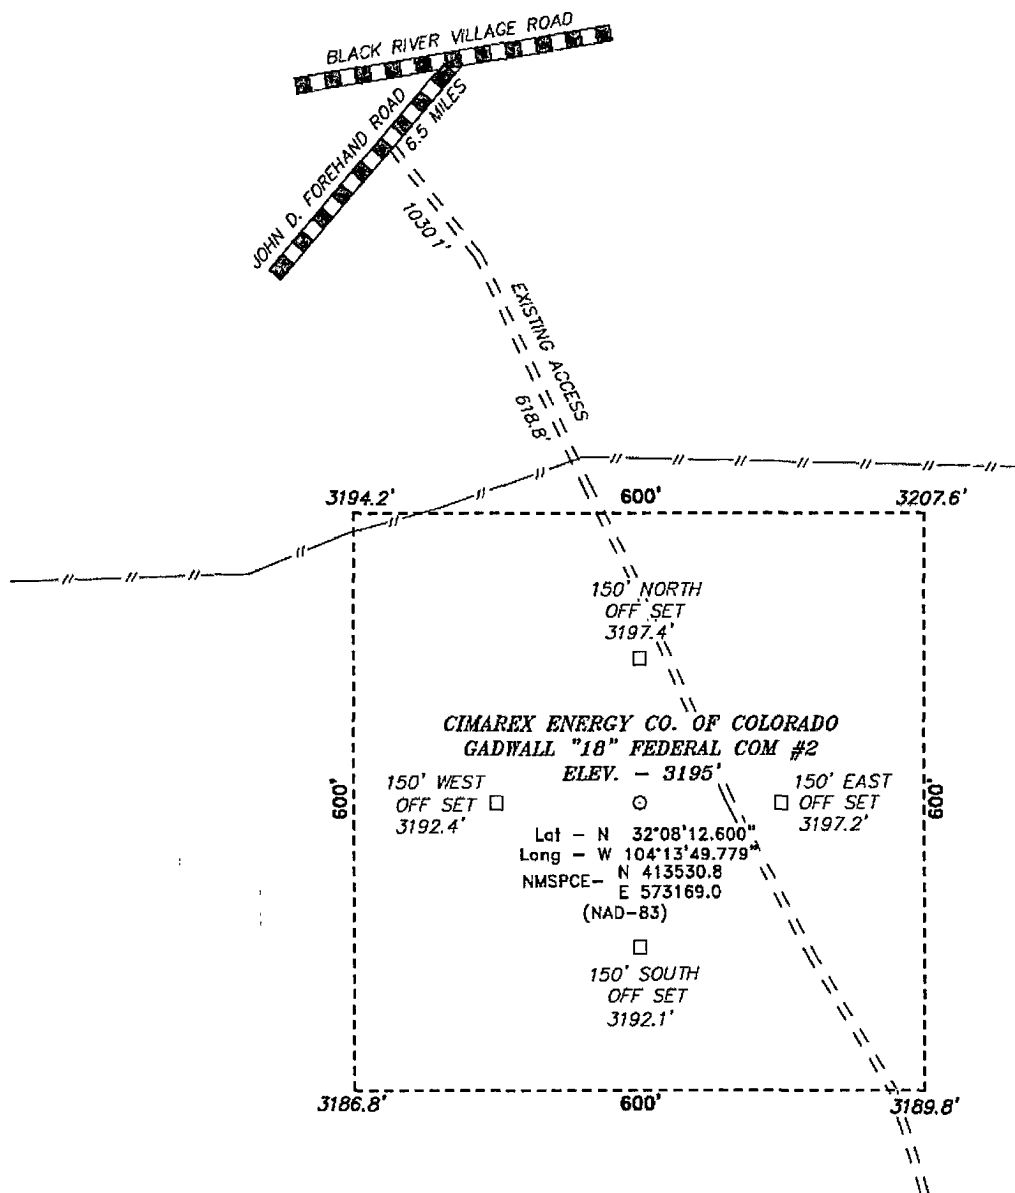 BLACK RIVER VILLAGE ROAD
JOHN D. FOREHAND ROAD
6.5 MILES
1030.1'
EXISTING ACCESS
618.8'
3194.2'
600'
3207.6'
150' NORTH
OFF SET
3197.4'
CIMAREX ENERGY CO. OF COLORADO
GADWALL "18" FEDERAL COM #2
ELEV. - 3195'
600'
150' WEST
OFF SET
3192.4'
150' EAST
OFF SET
3197.2'
600'
Lat - N 32°08'12.600"
Long - W 104°13'49.779"
NMSPCE- N 413530.8
E 573169.0
(NAD-83)
150' SOUTH
OFF SET
3192.1'
3186.8'
600'
3189.8'